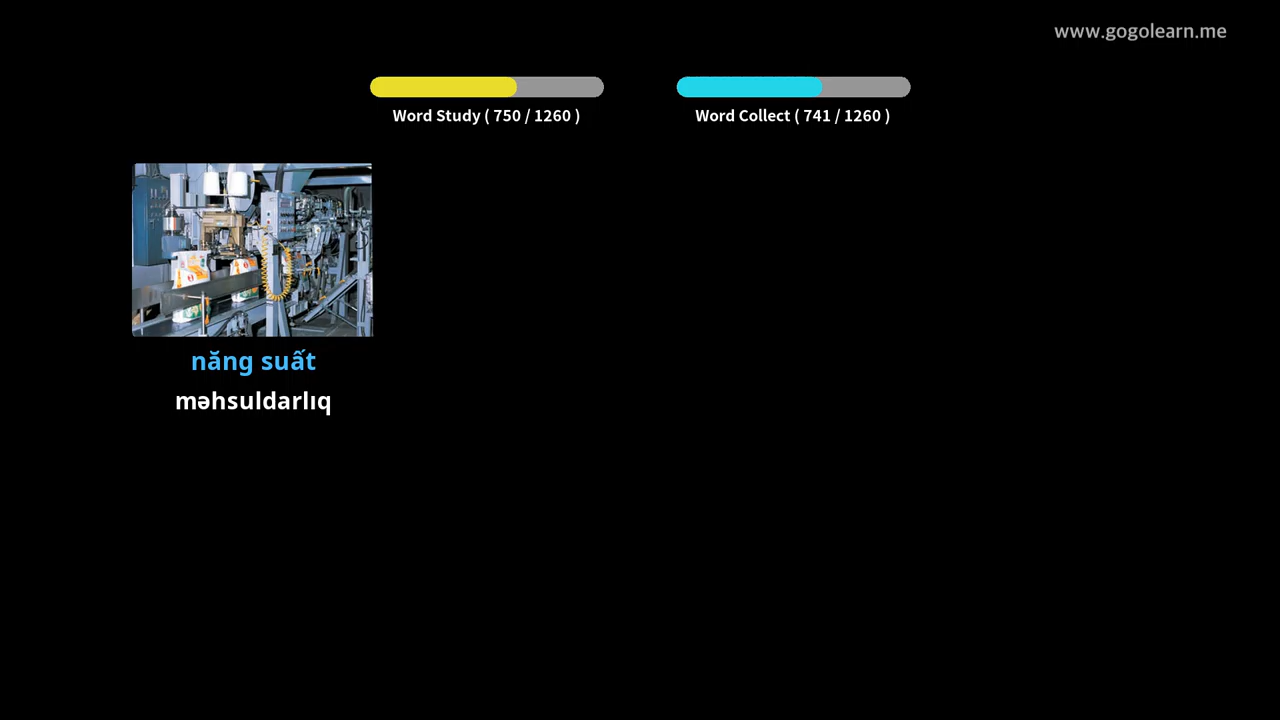 www.gogolearn.me
Word Study ( 750 / 1260 )
Word Collect ( 741 / 1260 )
năng suất
məhsuldarlıq